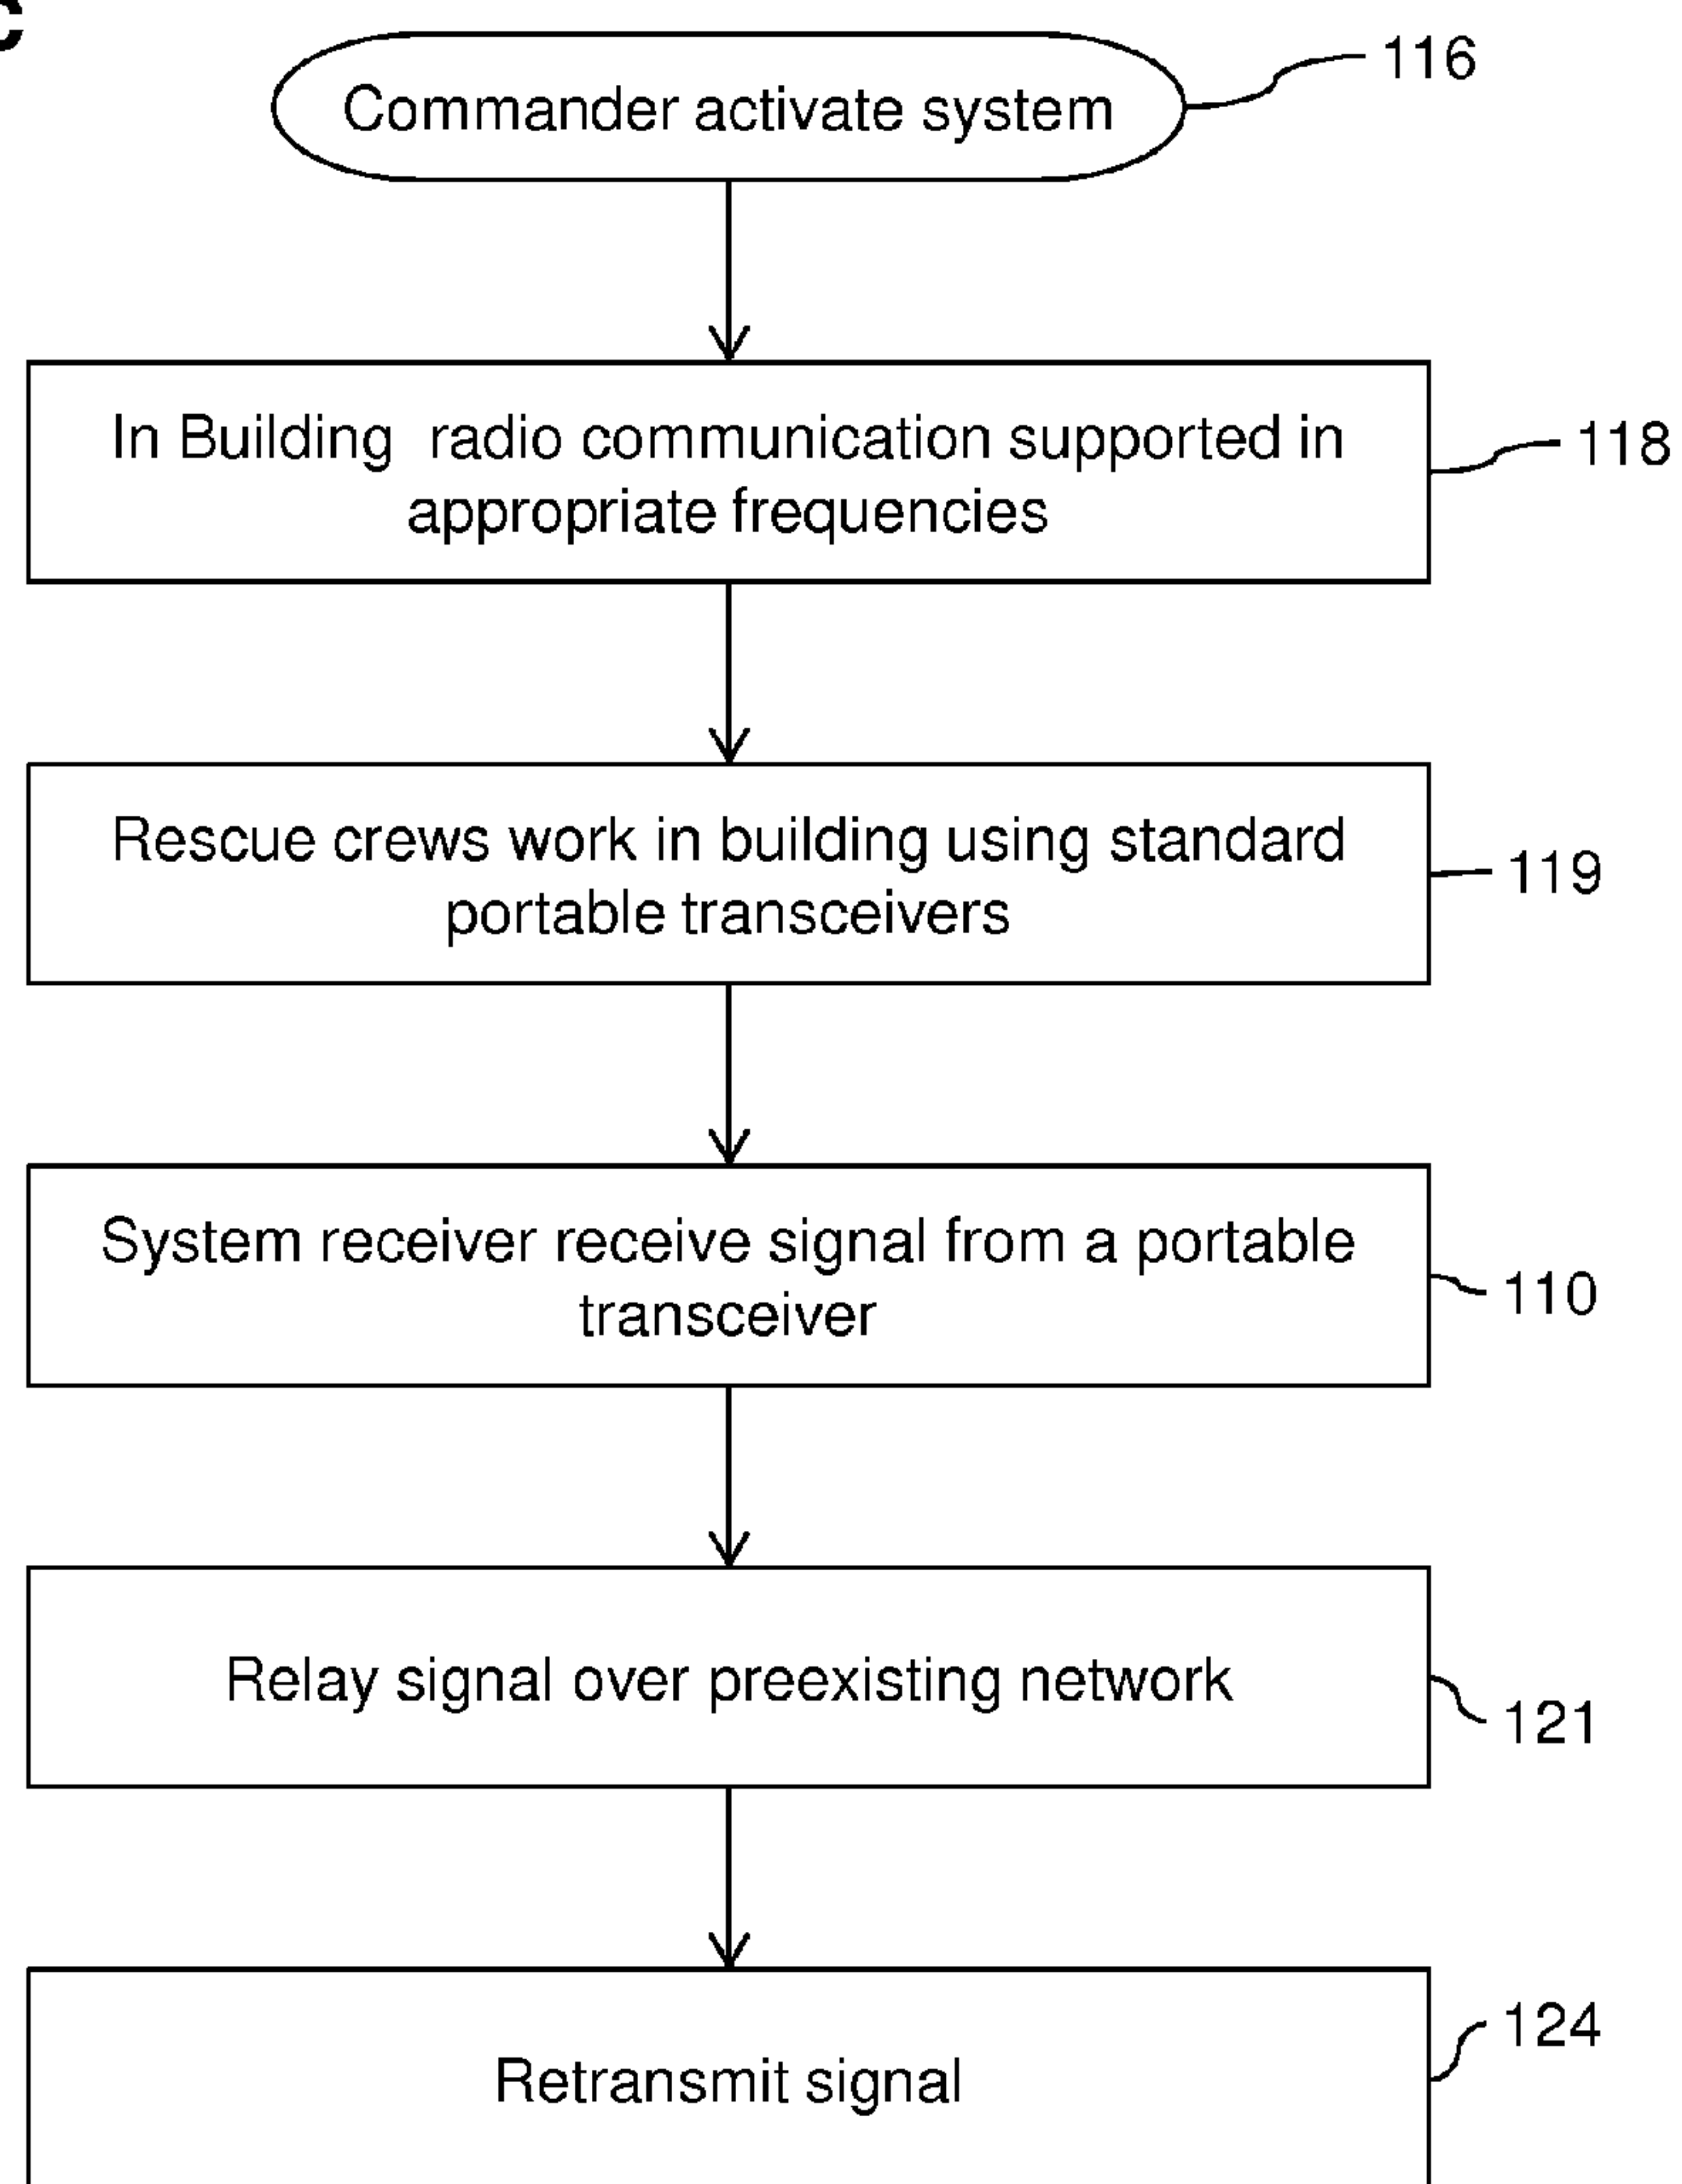 Commander activate system
116
In Building radio communication supported in
appropriate frequencies
118
Rescue crews work in building using standard
portable transceivers
119
System receiver receive signal from a portable
transceiver
110
Relay signal over preexisting network
121
Retransmit signal
124